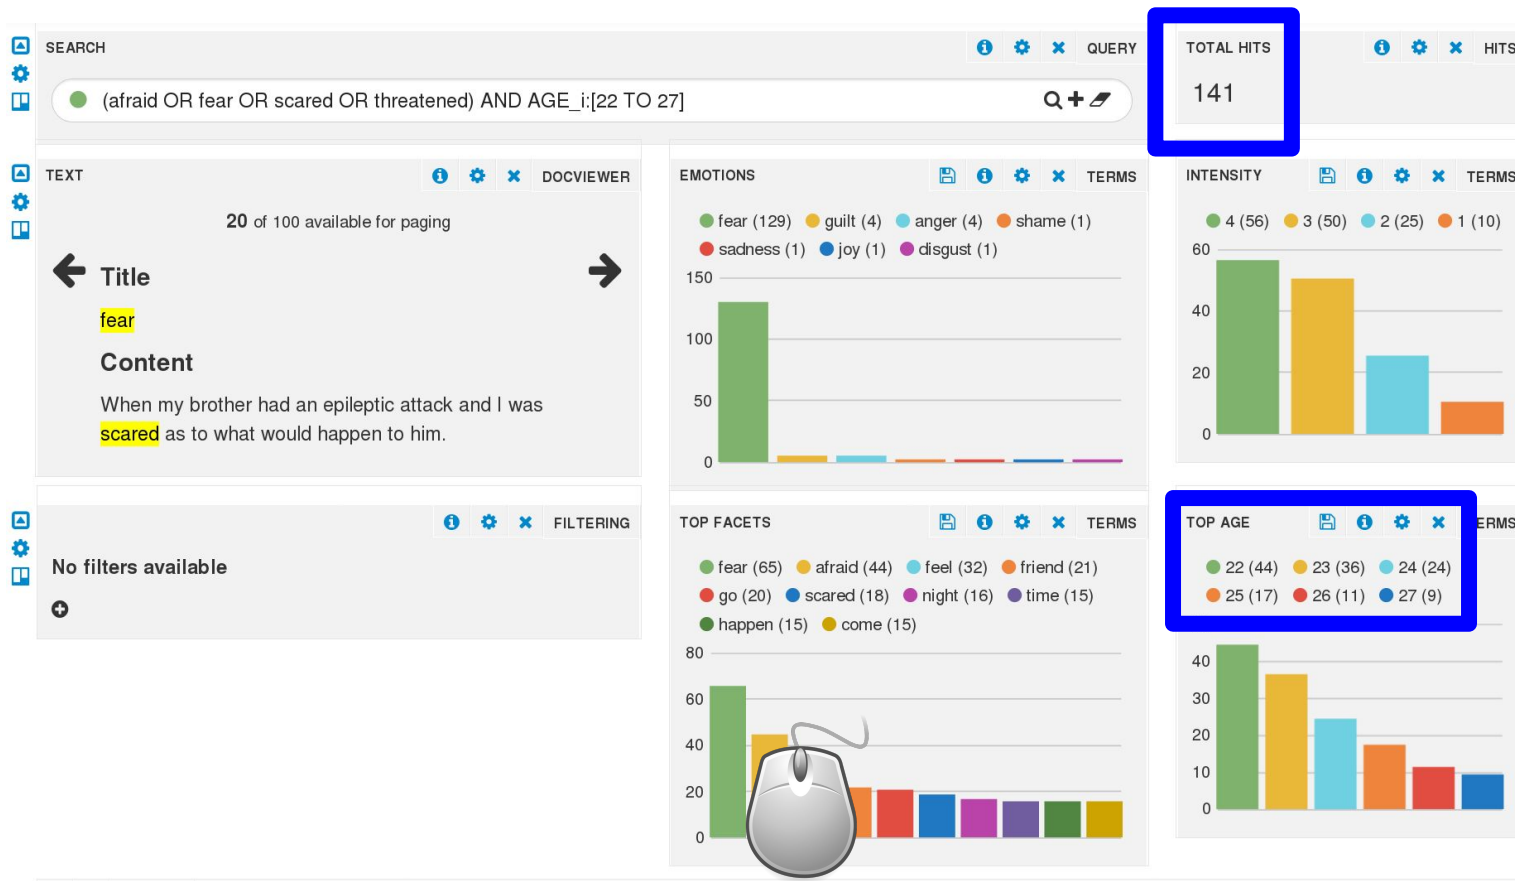 SEARCH QUERY
(afraid OR fear OR scared OR threatened) AND AGE_i:[22 TO 27]
TOTAL HITS HITS
141
TEXT DOCVIEWER
20 of 100 available for paging
Title
fear
Content
When my brother had an epileptic attack and I was
scared as to what would happen to him.
EMOTIONS TERMS
fear (129) guilt (4) anger (4) shame (1)
sadness (1) joy (1) disgust (1)
150
100
50
0
INTENSITY TERMS
4 (56) 3 (50) 2 (25) 1 (10)
60
40
20
0
FILTERING
No filters available
TOP FACETS TERMS
fear (65) afraid (44) feel (32) friend (21)
go (20) scared (18) night (16) time (15)
happen (15) come (15)
80
60
40
20
0
TOP AGE ERMS
22 (44) 23 (36) 24 (24)
25 (17) 26 (11) 27 (9)
40
30
20
10
0